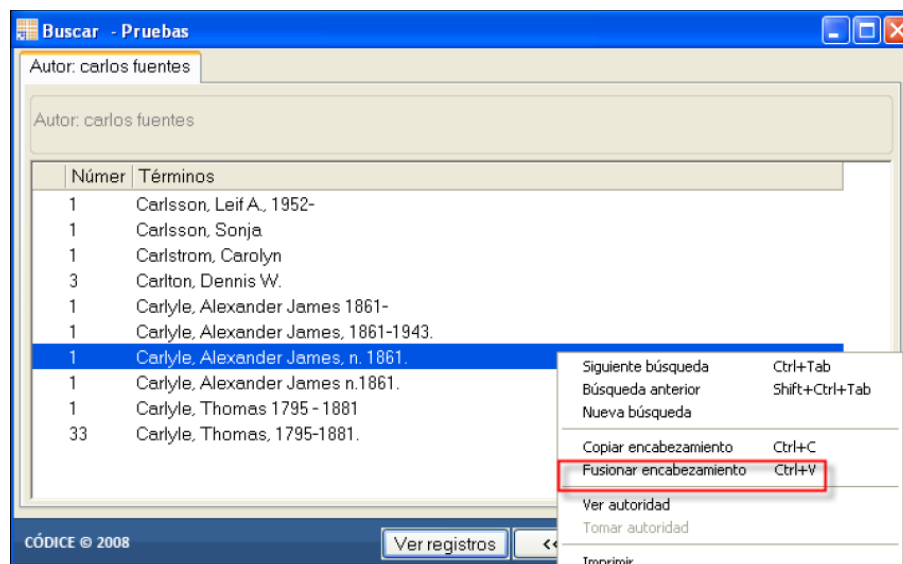 Buscar - Pruebas
Autor: carlos fuentes
Autor: carlos fuentes
Númer Términos
1 Carlsson, Leif A., 1952-
1 Carlsson, Sonja
1 Carlstrom, Carolyn
3 Carlton, Dennis W.
1 Carlyle, Alexander James 1861-
1 Carlyle, Alexander James, 1861-1943.
1 Carlyle, Alexander James, n. 1861.
1 Carlyle, Alexander James n.1861.
1 Carlyle, Thomas 1795 - 1881
33 Carlyle, Thomas, 1795-1881.
Siguiente búsqueda Ctrl+Tab
Búsqueda anterior Shift+Ctrl+Tab
Nueva búsqueda
Copiar encabezamiento Ctrl+C
Fusionar encabezamiento Ctrl+V
Ver autoridad
Tomar autoridad
Imprimir
CÓDICE © 2008
Ver registros
<<